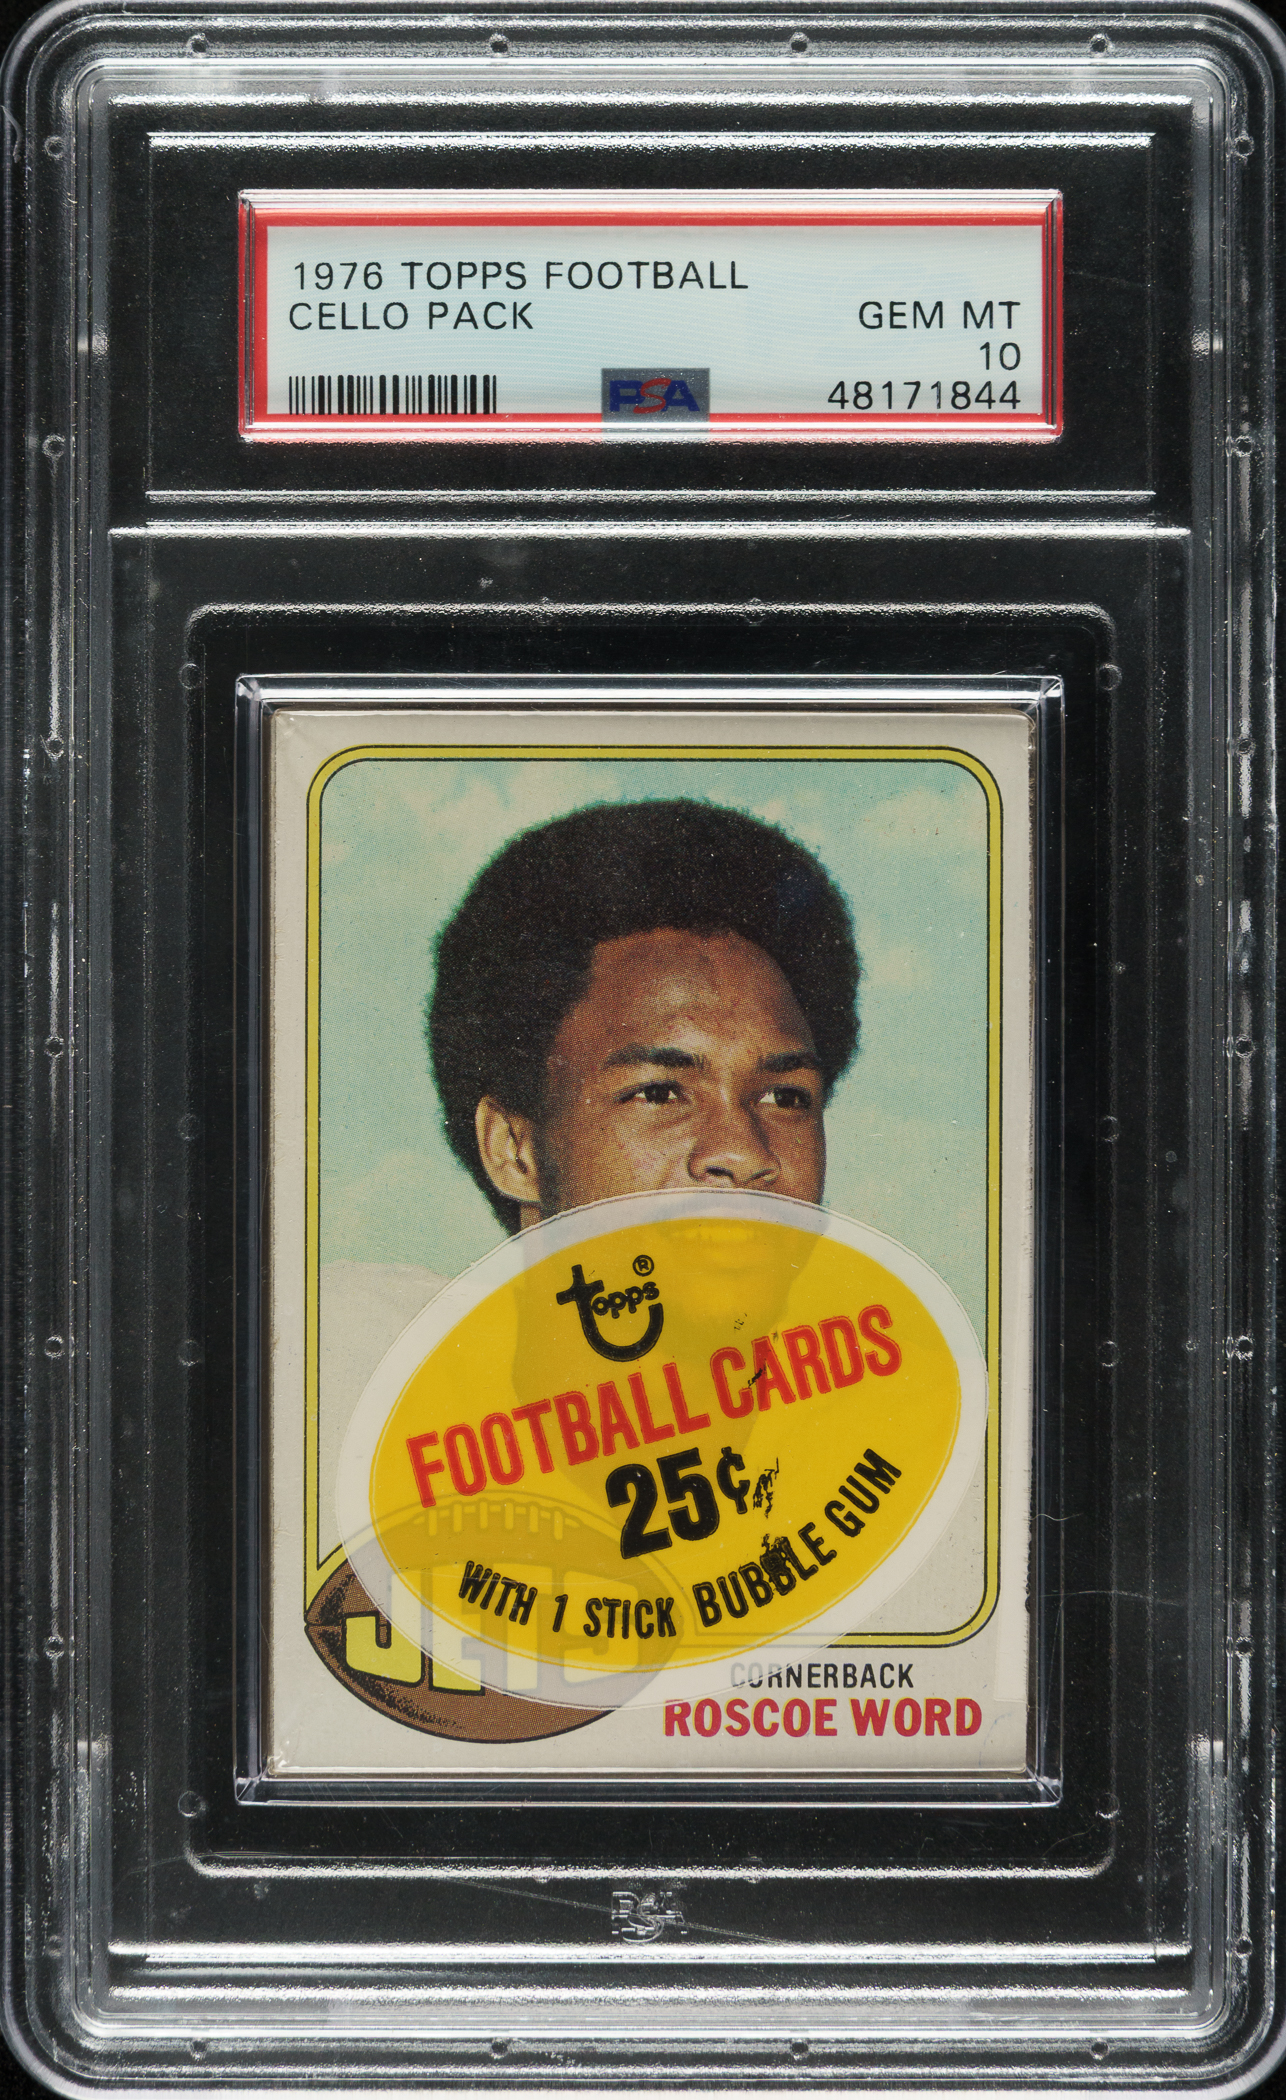 1976 TOPPS FOOTBALL
CELLO PACK
GEM MT
10
PSA
48171844
topps®
FOOTBALL CARDS
25¢
WITH 1 STICK BUBBLE GUM
JETS
CORNERBACK
ROSCOE WORD
PSA